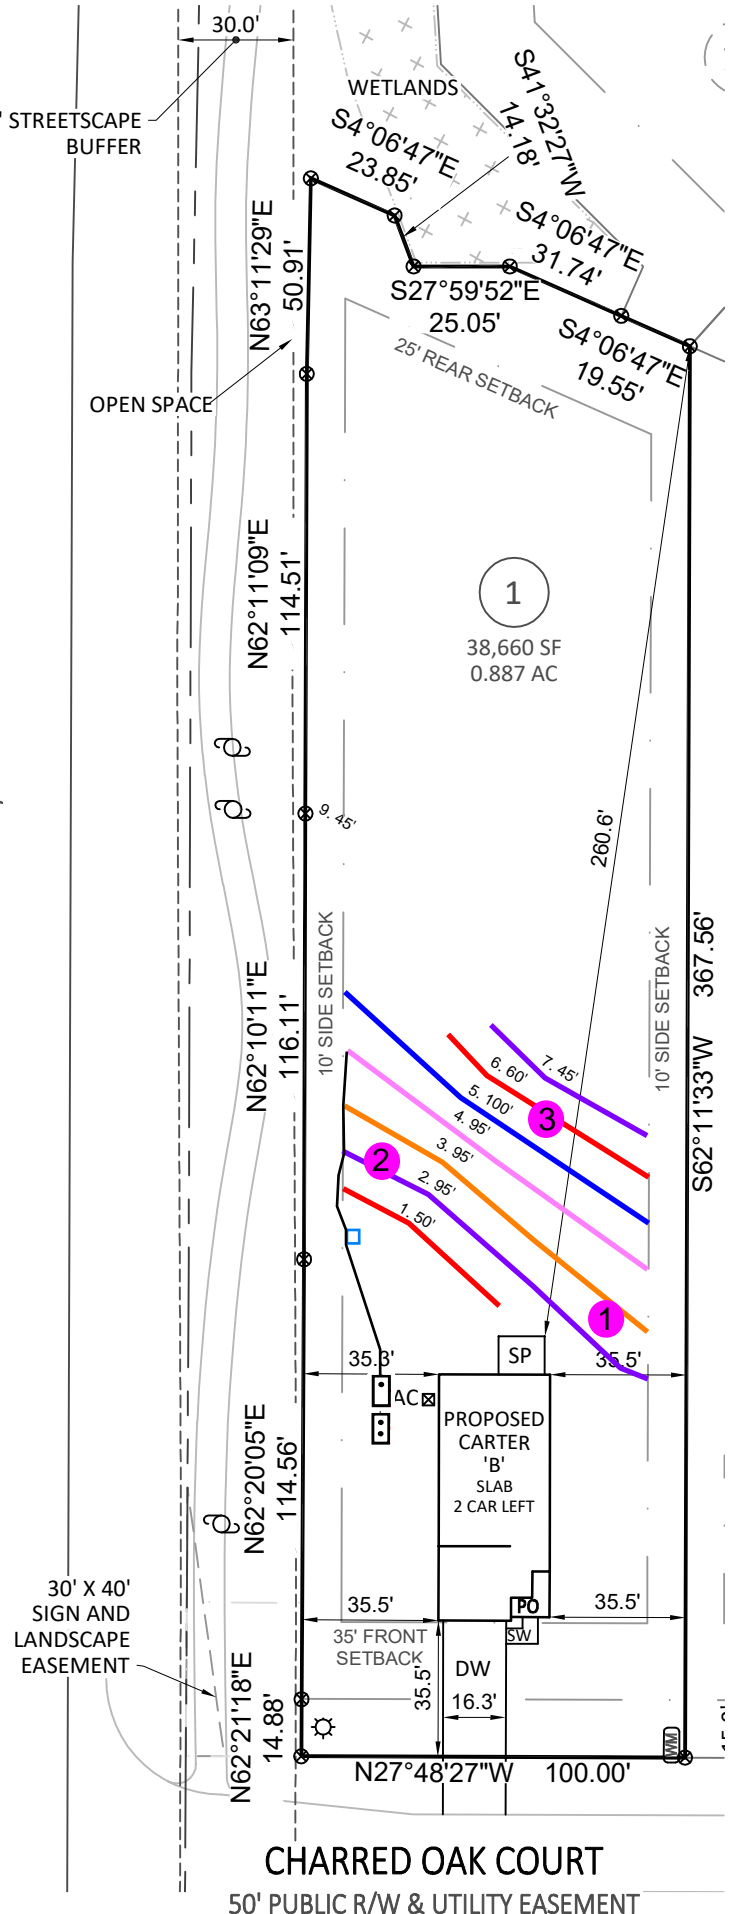 30.0'
' STREETSCAPE
BUFFER
WETLANDS
S4°06'47"E
23.85'
S41°32'27"W
14.18'
S4°06'47"E
31.74'
S27°59'52"E
25.05'
S4°06'47"E
19.55'
N63°11'29"E
50.91'
25' REAR SETBACK
OPEN SPACE
N62°11'09"E
114.51'
1
38,660 SF
0.887 AC
9. 45'
260.6'
10' SIDE SETBACK
10' SIDE SETBACK
S62°11'33"W 367.56'
N62°10'11"E
116.11'
7. 45'
6. 60'
5. 100'
3
4. 95'
3. 95'
2
2. 95'
1. 50'
1
SP
35.3'
35.5'
AC
PROPOSED
CARTER
'B'
SLAB
2 CAR LEFT
N62°20'05"E
114.56'
30' X 40'
SIGN AND
LANDSCAPE
EASEMENT
35.5'
PO
35.5'
35' FRONT
SETBACK
SW
35.5'
DW
16.3'
N62°21'18"E
14.88'
WM
N27°48'27"W 100.00'
CHARRED OAK COURT
50' PUBLIC R/W & UTILITY EASEMENT